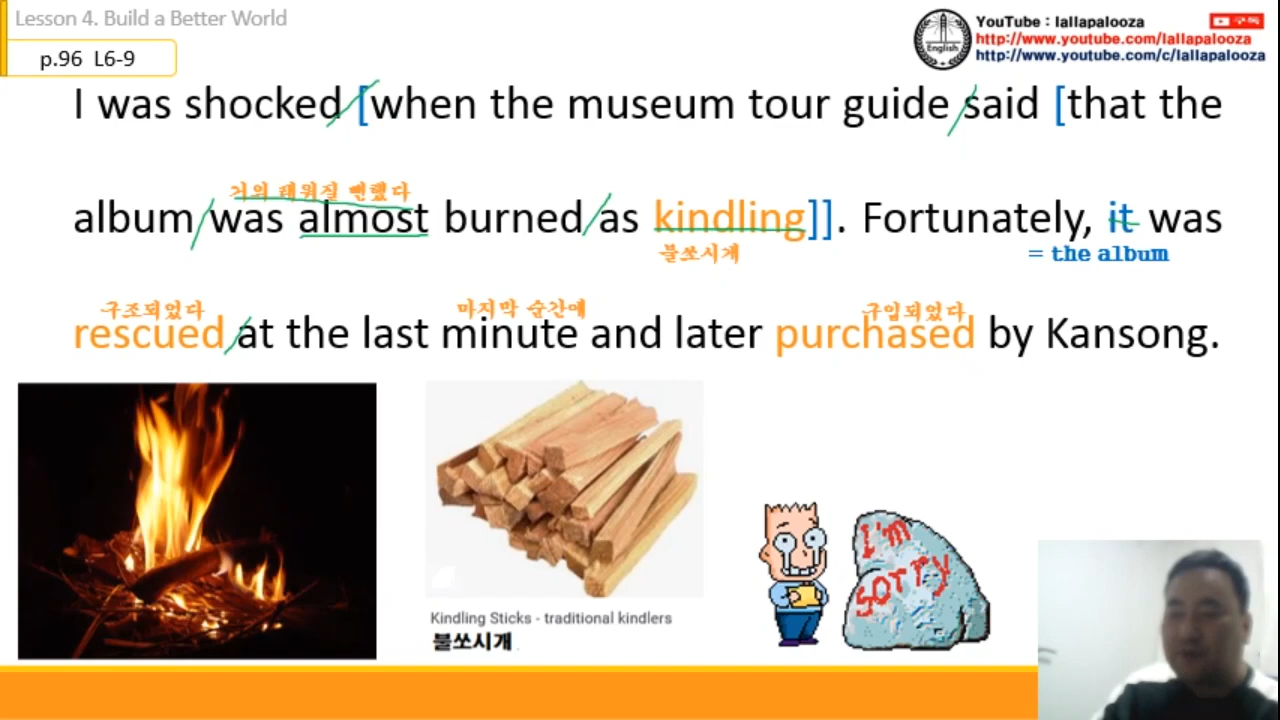 Lesson 4. Build a Better World
p.96 L6-9
English
YouTube : lallapalooza
구독
http://www.youtube.com/lallapalooza
http://www.youtube.com/c/lallapalooza
I was shocked [when the museum tour guide said [that the
거의 태워질 뻔했다
album was almost burned as kindling]]. Fortunately, it was
불쏘시개
= the album
구조되었다 마지막 순간에 구입되었다
rescued at the last minute and later purchased by Kansong.
Kindling Sticks - traditional kindlers
불쏘시개
I'm
sorry